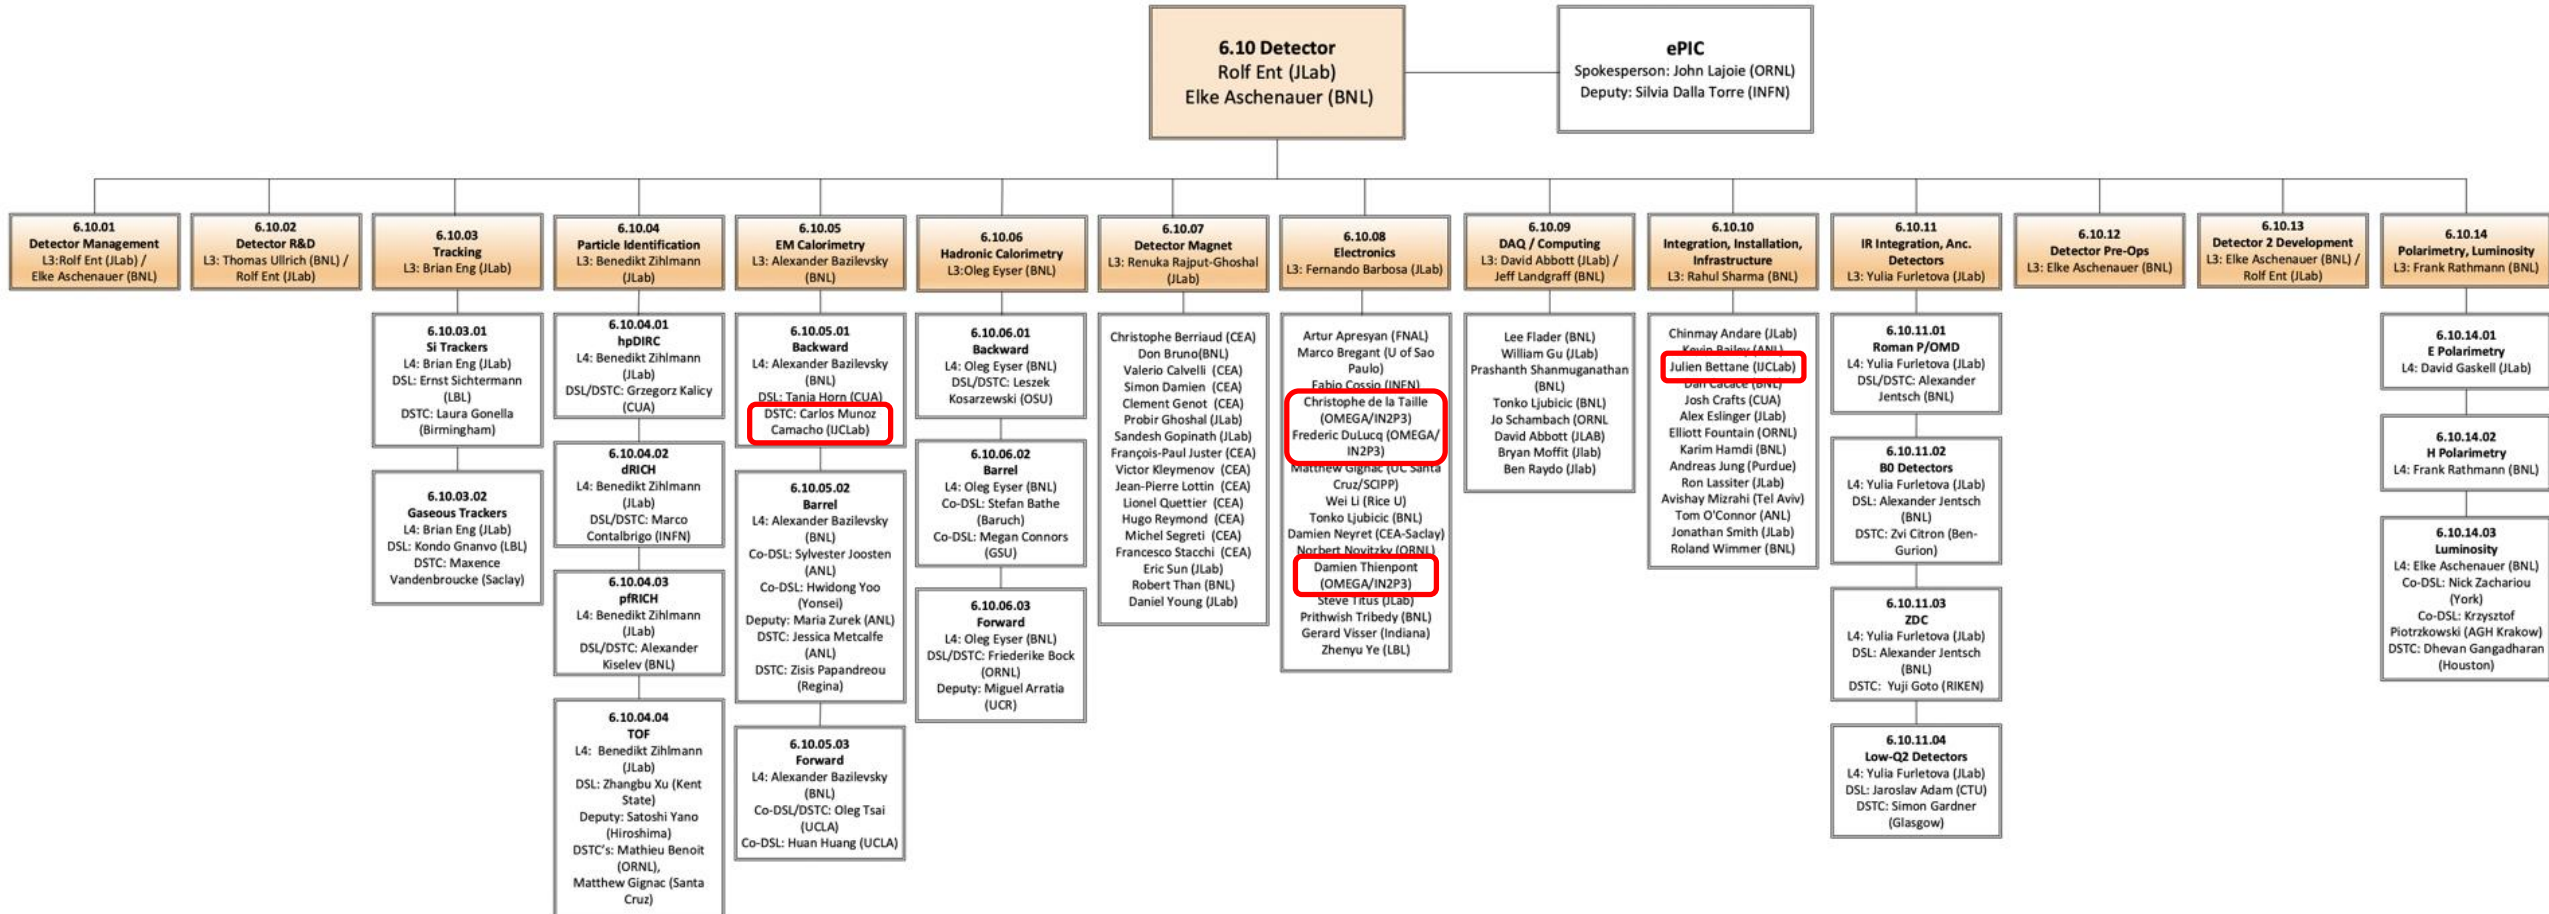 6.10 Detector
Rolf Ent (JLab)
Elke Aschenauer (BNL)
ePIC
Spokesperson: John Lajoie (ORNL)
Deputy: Silvia Dalla Torre (INFN)
6.10.01
Detector Management
L3:Rolf Ent (JLab) /
Elke Aschenauer (BNL)
6.10.02
Detector R&D
L3: Thomas Ullrich (BNL) /
Rolf Ent (JLab)
6.10.03
Tracking
L3: Brian Eng (JLab)
6.10.03.01
Si Trackers
L4: Brian Eng (JLab)
DSL: Ernst Sichtermann
(LBL)
DSTC: Laura Gonella
(Birmingham)
6.10.03.02
Gaseous Trackers
L4: Brian Eng (JLab)
DSL: Kondo Gnanvo (LBL)
DSTC: Maxence
Vandenbroucke (Saclay)
6.10.04
Particle Identification
L3: Benedikt Zihlmann
(JLab)
6.10.04.01
hpDIRC
L4: Benedikt Zihlmann
(JLab)
DSL/DSTC: Grzegorz Kalicy
(CUA)
6.10.04.02
dRICH
L4: Benedikt Zihlmann
(JLab)
DSL/DSTC: Marco
Contalbrigo (INFN)
6.10.04.03
pfRICH
L4: Benedikt Zihlmann
(JLab)
DSL/DSTC: Alexander
Kiselev (BNL)
6.10.04.04
TOF
L4: Benedikt Zihlmann
(JLab)
DSL: Zhangbu Xu (Kent
State)
Deputy: Satoshi Yano
(Hiroshima)
DSTC's: Mathieu Benoit
(ORNL),
Matthew Gignac (Santa
Cruz)
6.10.05
EM Calorimetry
L3: Alexander Bazilevsky
(BNL)
6.10.05.01
Backward
L4: Alexander Bazilevsky
(BNL)
DSL: Tanja Horn (CUA)
DSTC: Carlos Munoz
Camacho (IJCLab)
6.10.05.02
Barrel
L4: Alexander Bazilevsky
(BNL)
Co-DSL: Sylvester Joosten
(ANL)
Co-DSL: Hwidong Yoo
(Yonsei)
Deputy: Maria Zurek (ANL)
DSTC: Jessica Metcalfe
(ANL)
DSTC: Zisis Papandreou
(Regina)
6.10.05.03
Forward
L4: Alexander Bazilevsky
(BNL)
Co-DSL/DSTC: Oleg Tsai
(UCLA)
Co-DSL: Huan Huang (UCLA)
6.10.06
Hadronic Calorimetry
L3:Oleg Eyser (BNL)
6.10.06.01
Backward
L4: Oleg Eyser (BNL)
DSL/DSTC: Leszek
Kosarzewski (OSU)
6.10.06.02
Barrel
L4: Oleg Eyser (BNL)
Co-DSL: Stefan Bathe
(Baruch)
Co-DSL: Megan Connors
(GSU)
6.10.06.03
Forward
L4: Oleg Eyser (BNL)
DSL/DSTC: Friederike Bock
(ORNL)
Deputy: Miguel Arratia
(UCR)
6.10.07
Detector Magnet
L3: Renuka Rajput-Ghoshal
(JLab)
Christophe Berriaud (CEA)
Don Bruno(BNL)
Valerio Calvelli (CEA)
Simon Damien (CEA)
Clement Genot (CEA)
Probir Ghoshal (JLab)
Sandesh Gopinath (JLab)
François-Paul Juster (CEA)
Victor Kleymenov (CEA)
Jean-Pierre Lottin (CEA)
Lionel Quettier (CEA)
Hugo Reymond (CEA)
Michel Segreti (CEA)
Francesco Stacchi (CEA)
Eric Sun (JLab)
Robert Than (BNL)
Daniel Young (JLab)
6.10.08
Electronics
L3: Fernando Barbosa (JLab)
Artur Apresyan (FNAL)
Marco Bregant (U of Sao
Paulo)
Fabio Cossio (INFN)
Christophe de la Taille
(OMEGA/IN2P3)
Frederic DuLucq (OMEGA/
IN2P3)
Matthew Gignac (UC Santa
Cruz/SCIPP)
Wei Li (Rice U)
Tonko Ljubicic (BNL)
Damien Neyret (CEA-Saclay)
Norbert Novitzky (ORNL)
Damien Thienpont
(OMEGA/IN2P3)
Steve Titus (JLab)
Prithwish Tribedy (BNL)
Gerard Visser (Indiana)
Zhenyu Ye (LBL)
6.10.09
DAQ / Computing
L3: David Abbott (JLab) /
Jeff Landgraff (BNL)
Lee Flader (BNL)
William Gu (JLab)
Prashanth Shanmuganathan
(BNL)
Tonko Ljubicic (BNL)
Jo Schambach (ORNL
David Abbott (JLAB)
Bryan Moffit (Jlab)
Ben Raydo (Jlab)
6.10.10
Integration, Installation,
Infrastructure
L3: Rahul Sharma (BNL)
Chinmay Andare (JLab)
Kevin Bailey (ANL)
Julien Bettane (IJCLab)
Dan Cacace (BNL)
Josh Crafts (CUA)
Alex Eslinger (JLab)
Elliott Fountain (ORNL)
Karim Hamdi (BNL)
Andreas Jung (Purdue)
Ron Lassiter (JLab)
Avishay Mizrahi (Tel Aviv)
Tom O'Connor (ANL)
Jonathan Smith (JLab)
Roland Wimmer (BNL)
6.10.11
IR Integration, Anc.
Detectors
L3: Yulia Furletova (JLab)
6.10.11.01
Roman P/OMD
L4: Yulia Furletova (JLab)
DSL/DSTC: Alexander
Jentsch (BNL)
6.10.11.02
B0 Detectors
L4: Yulia Furletova (JLab)
DSL: Alexander Jentsch
(BNL)
DSTC: Zvi Citron (Ben-
Gurion)
6.10.11.03
ZDC
L4: Yulia Furletova (JLab)
DSL: Alexander Jentsch
(BNL)
DSTC: Yuji Goto (RIKEN)
6.10.11.04
Low-Q2 Detectors
L4: Yulia Furletova (JLab)
DSL: Jaroslav Adam (CTU)
DSTC: Simon Gardner
(Glasgow)
6.10.12
Detector Pre-Ops
L3: Elke Aschenauer (BNL)
6.10.13
Detector 2 Development
L3: Elke Aschenauer (BNL) /
Rolf Ent (JLab)
6.10.14
Polarimetry, Luminosity
L3: Frank Rathmann (BNL)
6.10.14.01
E Polarimetry
L4: David Gaskell (JLab)
6.10.14.02
H Polarimetry
L4: Frank Rathmann (BNL)
6.10.14.03
Luminosity
L4: Elke Aschenauer (BNL)
Co-DSL: Nick Zachariou
(York)
Co-DSL: Krzysztof
Piotrzkowski (AGH Krakow)
DSTC: Dhevan Gangadharan
(Houston)